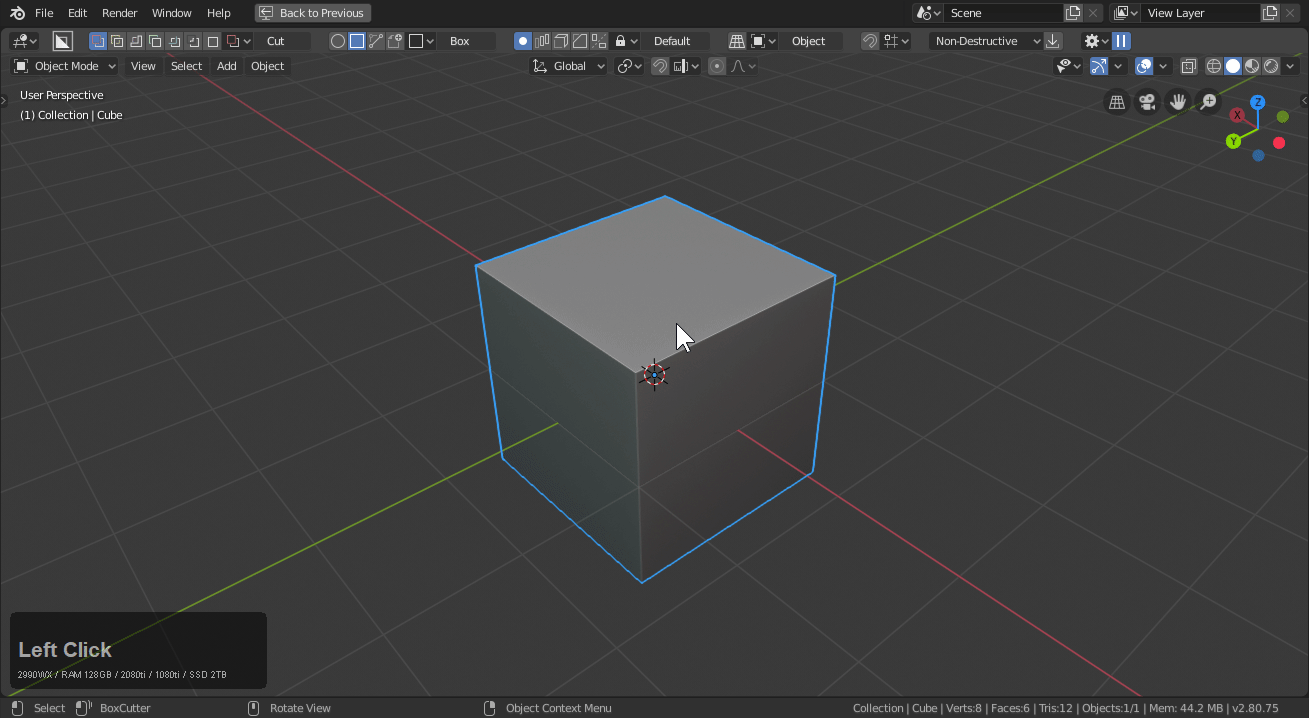 File Edit Render Window Help Back to Previous Scene View Layer
Cut Box Default Object Non-Destructive
Object Mode View Select Add Object Global
User Perspective
(1) Collection | Cube
Z
X
Y
Left Click
2990WX / RAM 128GB / 2080ti / 1080ti / SSD 2TB
Select BoxCutter Rotate View Object Context Menu Collection | Cube | Verts:8 | Faces:6 | Tris:12 | Objects:1/1 | Mem: 44.2 MB | v2.80.75